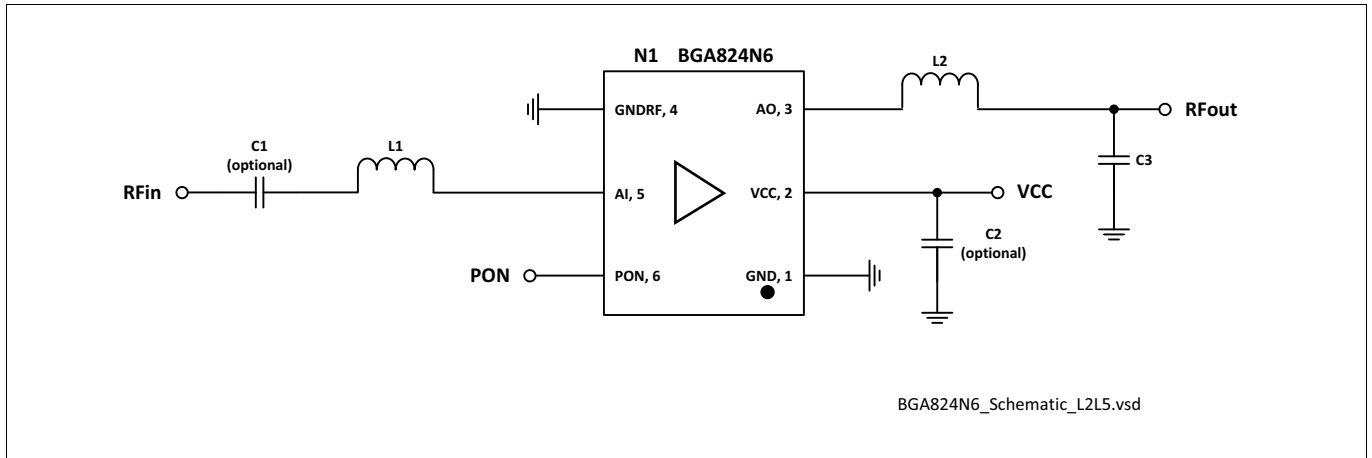 N1 BGA824N6
L2
GNDRF, 4
AO, 3
RFout
C1
(optional)
L1
C3
RFin
AI, 5
VCC, 2
VCC
C2
(optional)
PON
PON, 6
GND, 1
BGA824N6_Schematic_L2L5.vsd